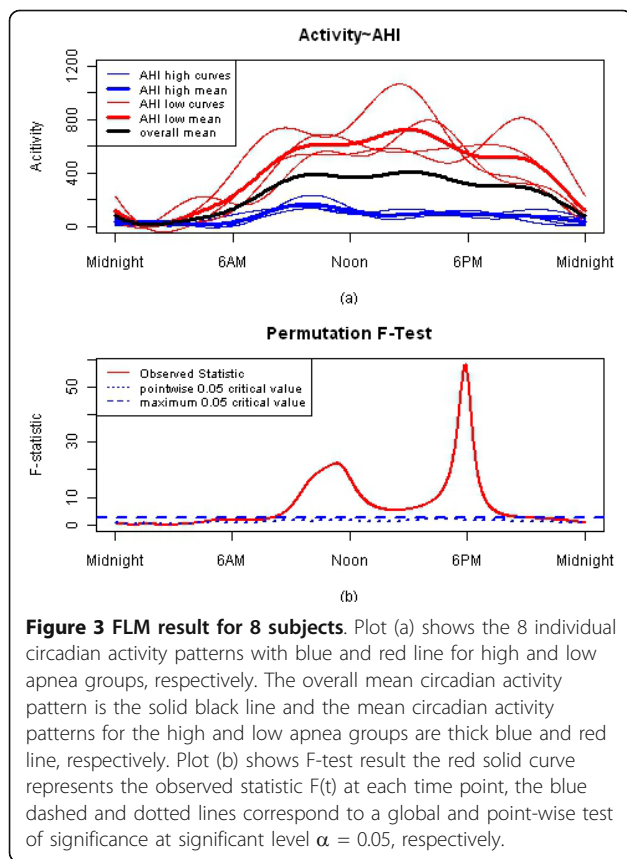 Activity~AHI
Acitivity
1200
800
400
0
AHI high curves
AHI high mean
AHI low curves
AHI low mean
overall mean
Midnight
6AM
Noon
6PM
Midnight
(a)
Permutation F-Test
F-statistic
50
30
10
0
Observed Statistic
pointwise 0.05 critical value
maximum 0.05 critical value
Midnight
6AM
Noon
6PM
Midnight
(b)
Figure 3 FLM result for 8 subjects. Plot (a) shows the 8 individual
circadian activity patterns with blue and red line for high and low
apnea groups, respectively. The overall mean circadian activity
pattern is the solid black line and the mean circadian activity
patterns for the high and low apnea groups are thick blue and red
line, respectively. Plot (b) shows F-test result the red solid curve
represents the observed statistic F(t) at each time point, the blue
dashed and dotted lines correspond to a global and point-wise test
of significance at significant level α = 0.05, respectively.